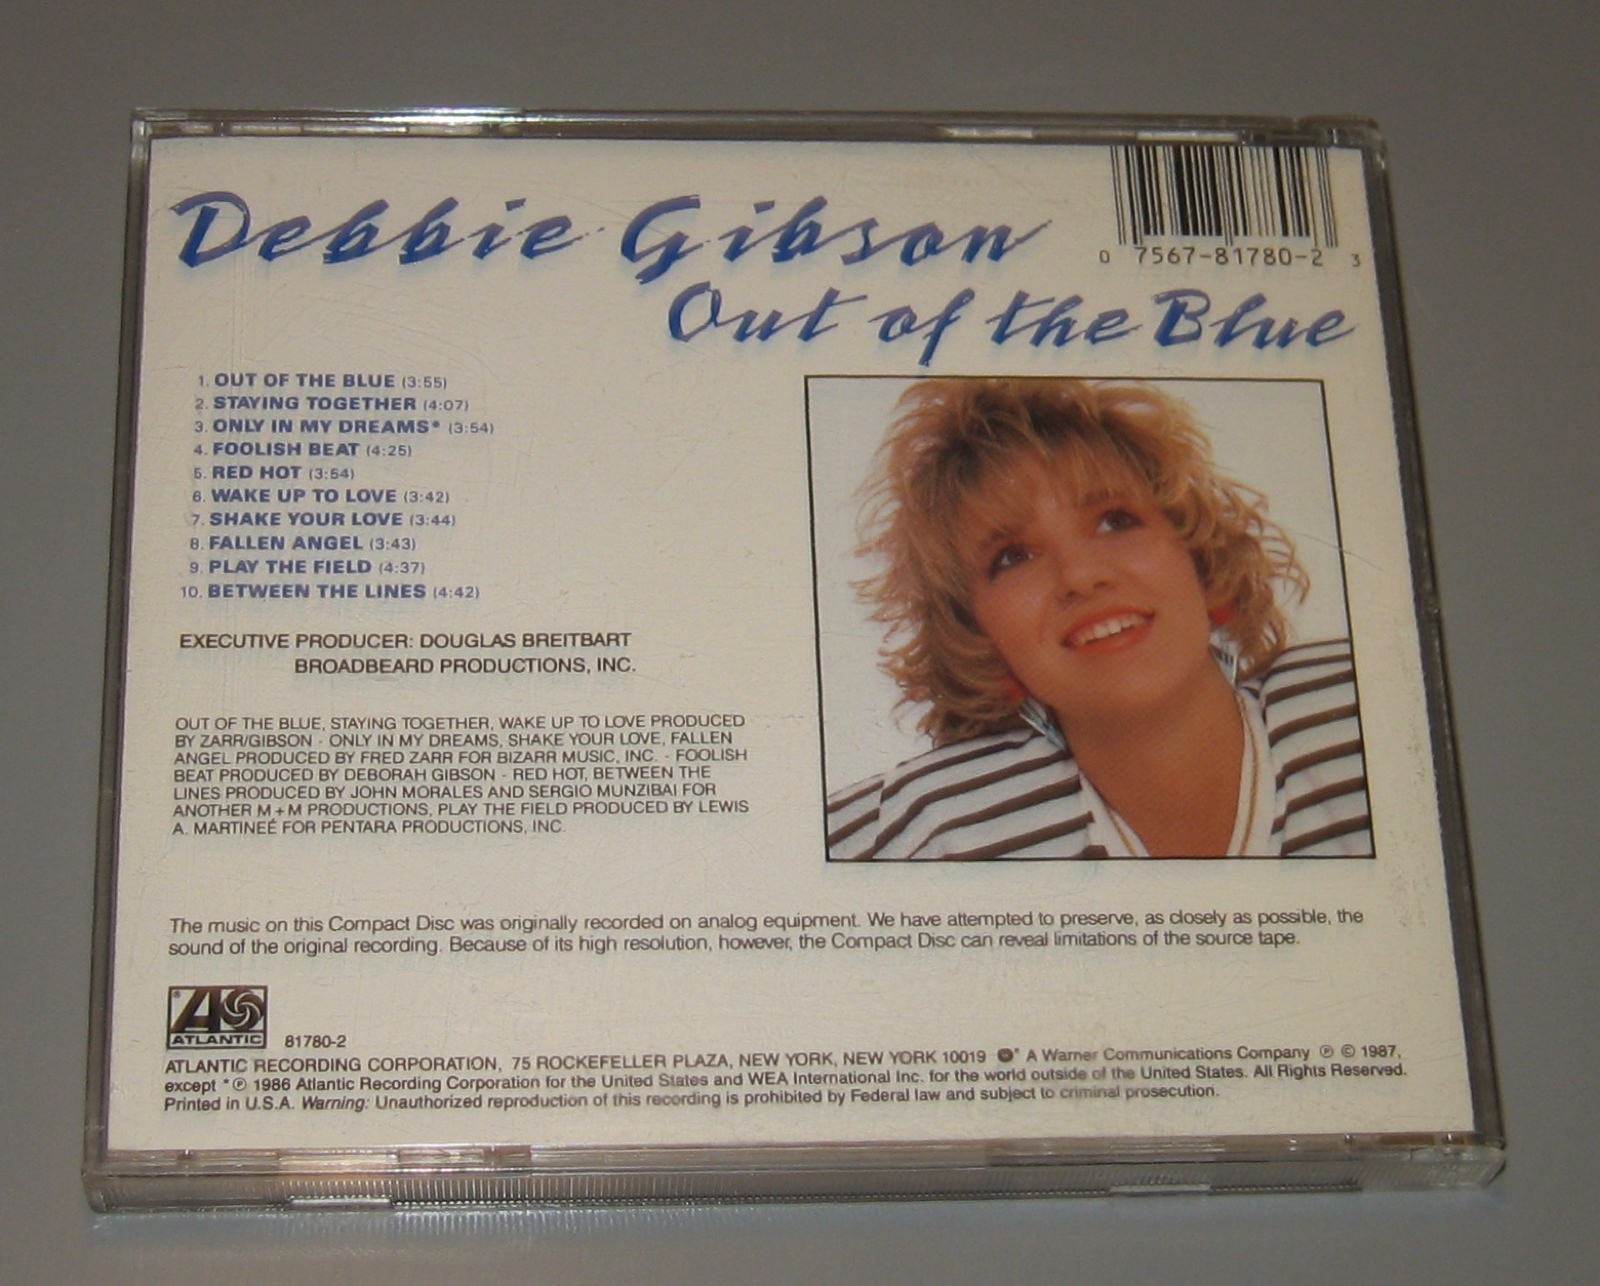 Debbie Gibson
Out of the Blue
0 7567-81780-2 3
1. OUT OF THE BLUE (3:55)
2. STAYING TOGETHER (4:07)
3. ONLY IN MY DREAMS* (3:54)
4. FOOLISH BEAT (4:25)
5. RED HOT (3:54)
6. WAKE UP TO LOVE (3:42)
7. SHAKE YOUR LOVE (3:44)
8. FALLEN ANGEL (3:43)
9. PLAY THE FIELD (4:37)
10. BETWEEN THE LINES (4:42)
EXECUTIVE PRODUCER: DOUGLAS BREITBART
BROADBEARD PRODUCTIONS, INC.
OUT OF THE BLUE, STAYING TOGETHER, WAKE UP TO LOVE PRODUCED
BY ZARR/GIBSON - ONLY IN MY DREAMS, SHAKE YOUR LOVE, FALLEN
ANGEL PRODUCED BY FRED ZARR FOR BIZARR MUSIC, INC. - FOOLISH
BEAT PRODUCED BY DEBORAH GIBSON - RED HOT, BETWEEN THE
LINES PRODUCED BY JOHN MORALES AND SERGIO MUNZIBAI FOR
ANOTHER M+M PRODUCTIONS, PLAY THE FIELD PRODUCED BY LEWIS
A. MARTINEÉ FOR PENTARA PRODUCTIONS, INC.
The music on this Compact Disc was originally recorded on analog equipment. We have attempted to preserve, as closely as possible, the
sound of the original recording. Because of its high resolution, however, the Compact Disc can reveal limitations of the source tape.
ATLANTIC
81780-2
ATLANTIC RECORDING CORPORATION, 75 ROCKEFELLER PLAZA, NEW YORK, NEW YORK 10019 A Warner Communications Company ℗ © 1987,
except *℗ 1986 Atlantic Recording Corporation for the United States and WEA International Inc. for the world outside of the United States. All Rights Reserved.
Printed in U.S.A. Warning: Unauthorized reproduction of this recording is prohibited by Federal law and subject to criminal prosecution.